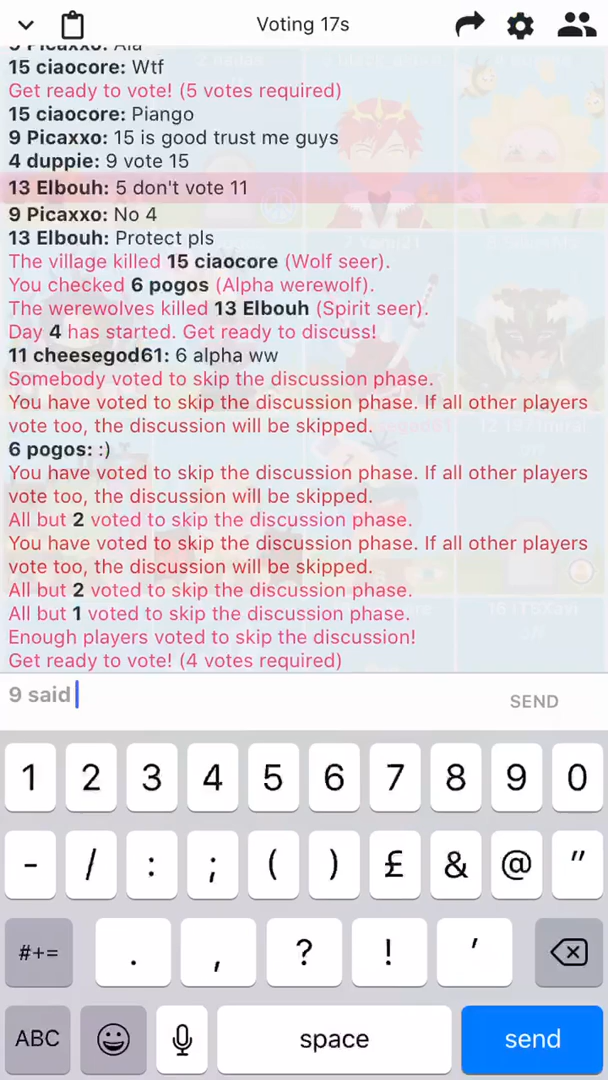 Voting 17s
9 Picaxxo: Ala
15 ciaocore: Wtf
Get ready to vote! (5 votes required)
15 ciaocore: Piango
9 Picaxxo: 15 is good trust me guys
4 duppie: 9 vote 15
13 Elbouh: 5 don't vote 11
9 Picaxxo: No 4
13 Elbouh: Protect pls
The village killed 15 ciaocore (Wolf seer).
You checked 6 pogos (Alpha werewolf).
The werewolves killed 13 Elbouh (Spirit seer).
Day 4 has started. Get ready to discuss!
11 cheesegod61: 6 alpha ww
Somebody voted to skip the discussion phase.
You have voted to skip the discussion phase. If all other players
vote too, the discussion will be skipped.
6 pogos: :)
You have voted to skip the discussion phase. If all other players
vote too, the discussion will be skipped.
All but 2 voted to skip the discussion phase.
You have voted to skip the discussion phase. If all other players
vote too, the discussion will be skipped.
All but 2 voted to skip the discussion phase.
All but 1 voted to skip the discussion phase.
Enough players voted to skip the discussion!
Get ready to vote! (4 votes required)
9 said
SEND
1 2 3 4 5 6 7 8 9 0
- / : ; ( ) £ & @ "
#+= . , ? ! '
ABC space send